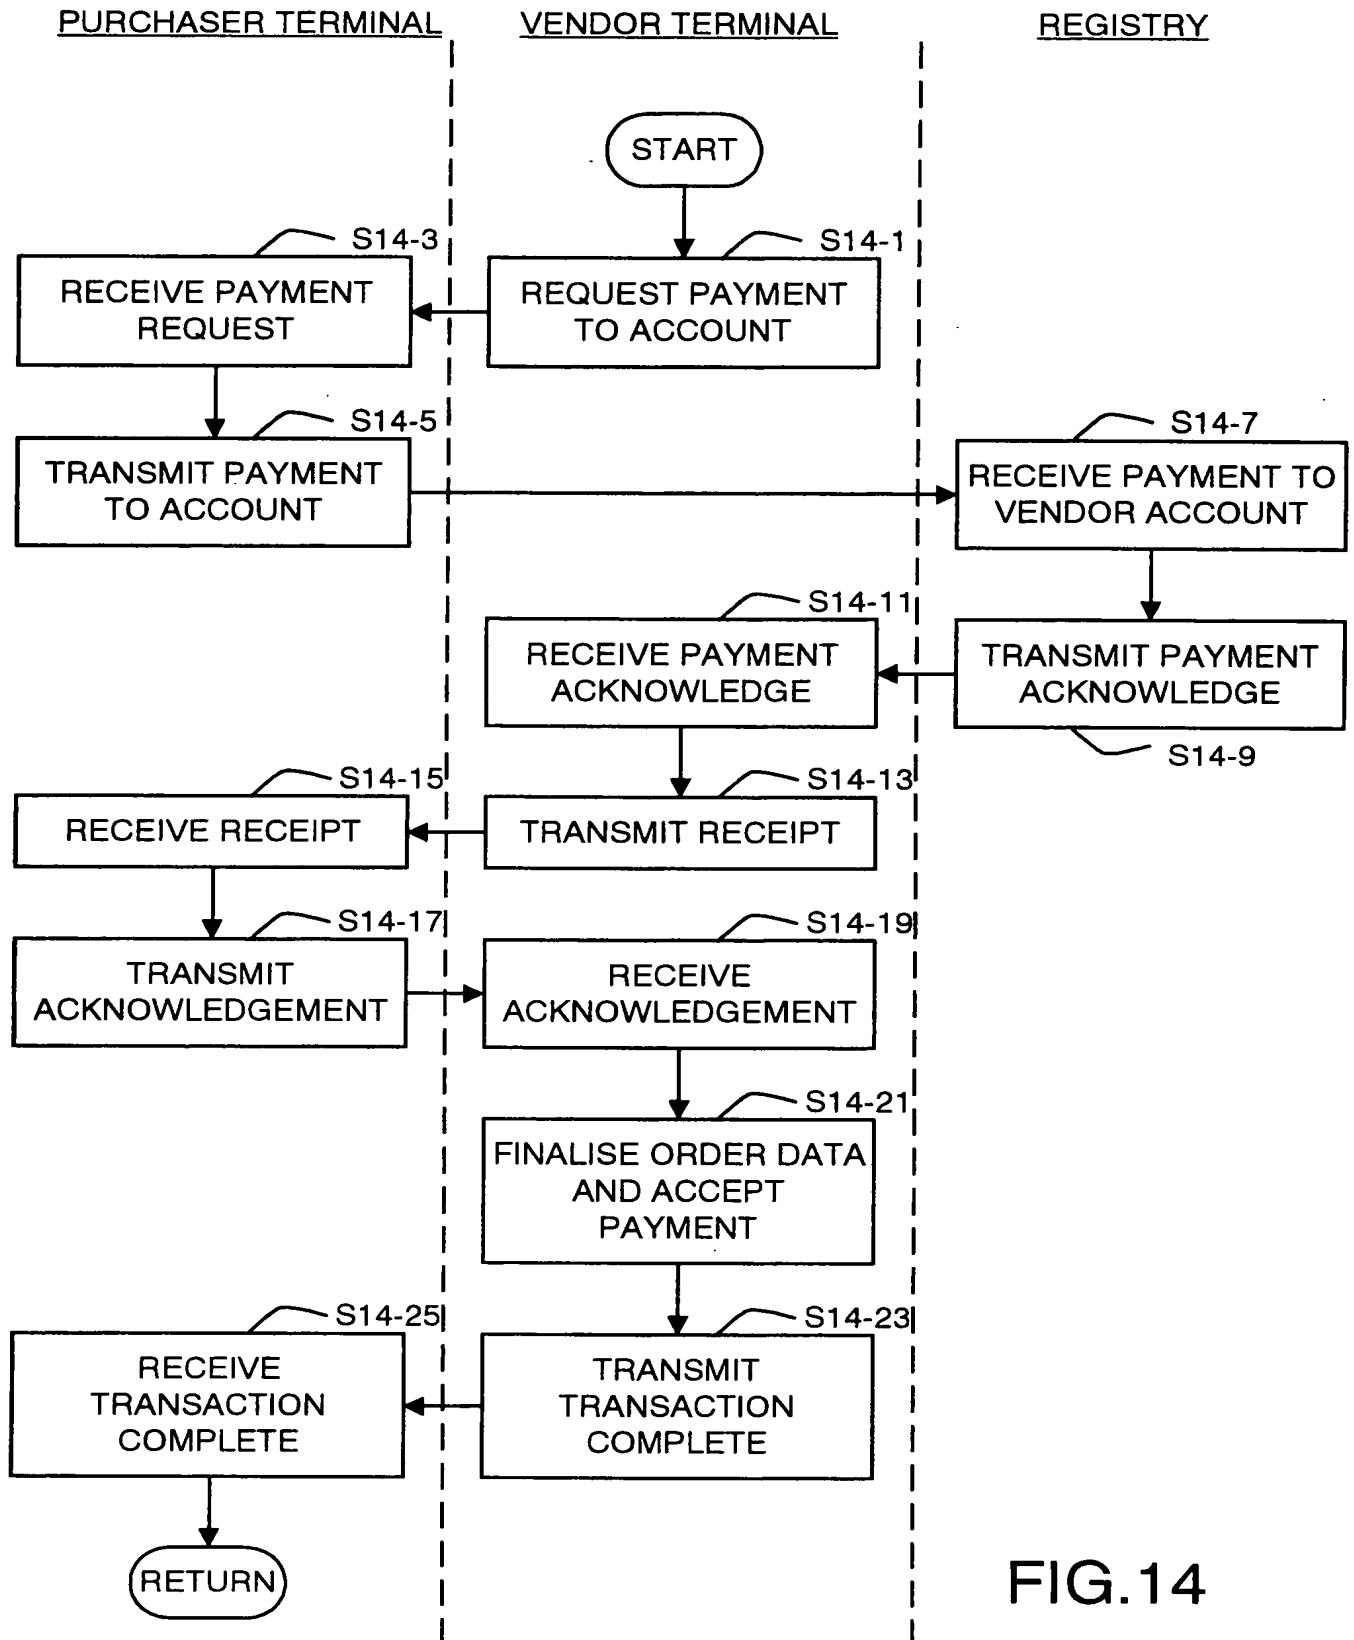 PURCHASER TERMINAL
VENDOR TERMINAL
REGISTRY
START
S14-3
RECEIVE PAYMENT
REQUEST
S14-1
REQUEST PAYMENT
TO ACCOUNT
S14-5
TRANSMIT PAYMENT
TO ACCOUNT
S14-7
RECEIVE PAYMENT TO
VENDOR ACCOUNT
S14-11
RECEIVE PAYMENT
ACKNOWLEDGE
TRANSMIT PAYMENT
ACKNOWLEDGE
S14-9
S14-15
RECEIVE RECEIPT
S14-13
TRANSMIT RECEIPT
S14-17
TRANSMIT
ACKNOWLEDGEMENT
S14-19
RECEIVE
ACKNOWLEDGEMENT
S14-21
FINALISE ORDER DATA
AND ACCEPT
PAYMENT
S14-25
RECEIVE
TRANSACTION
COMPLETE
S14-23
TRANSMIT
TRANSACTION
COMPLETE
RETURN
FIG.14